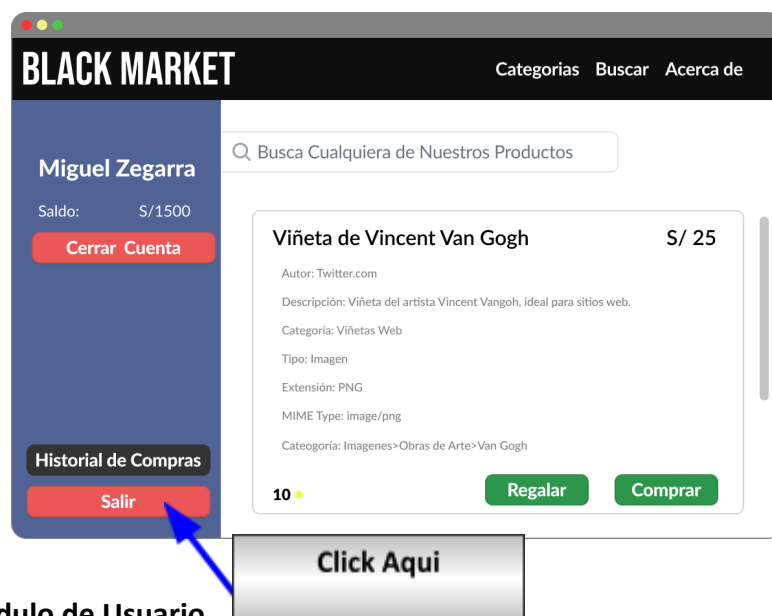 BLACK MARKET
Categorias Buscar Acerca de
Miguel Zegarra
Saldo: S/1500
Cerrar Cuenta
Historial de Compras
Salir
Busca Cualquiera de Nuestros Productos
Viñeta de Vincent Van Gogh S/ 25
Autor: Twitter.com
Descripción: Viñeta del artista Vincent Vangoh, ideal para sitios web.
Categoría: Viñetas Web
Tipo: Imagen
Extensión: PNG
MIME Type: image/png
Cateogoría: Imagenes>Obras de Arte>Van Gogh
10 Regalar Comprar
Click Aqui
de Usuario